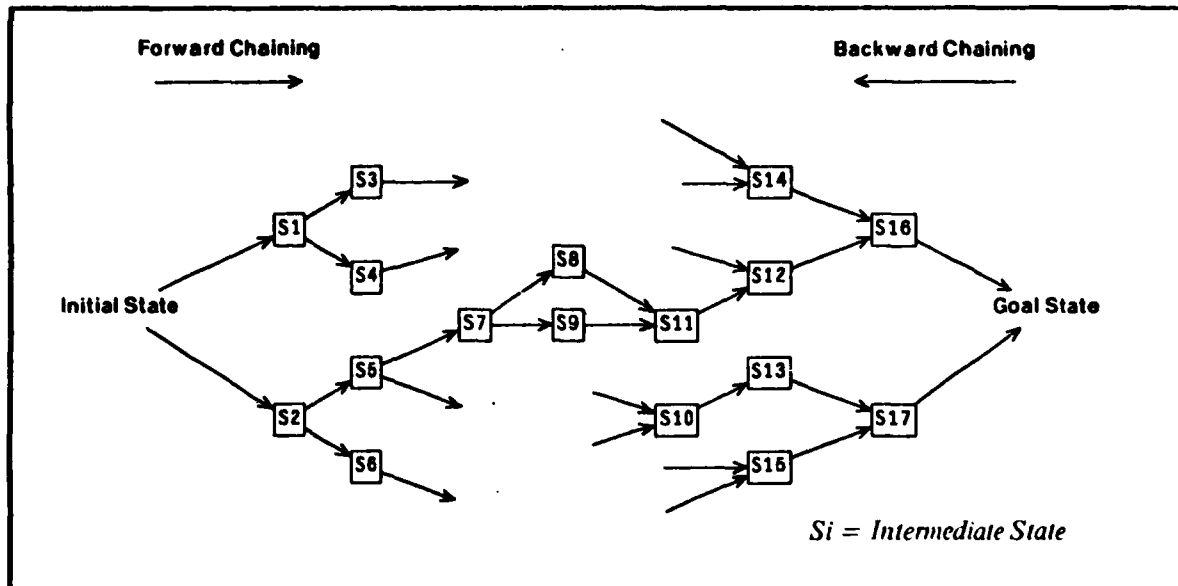 Forward Chaining
Backward Chaining
S3
S14
S1
S16
S4
S8
S12
Initial State
Goal State
S7
S9
S11
S5
S13
S2
S10
S17
S6
S15
Si = Intermediate State